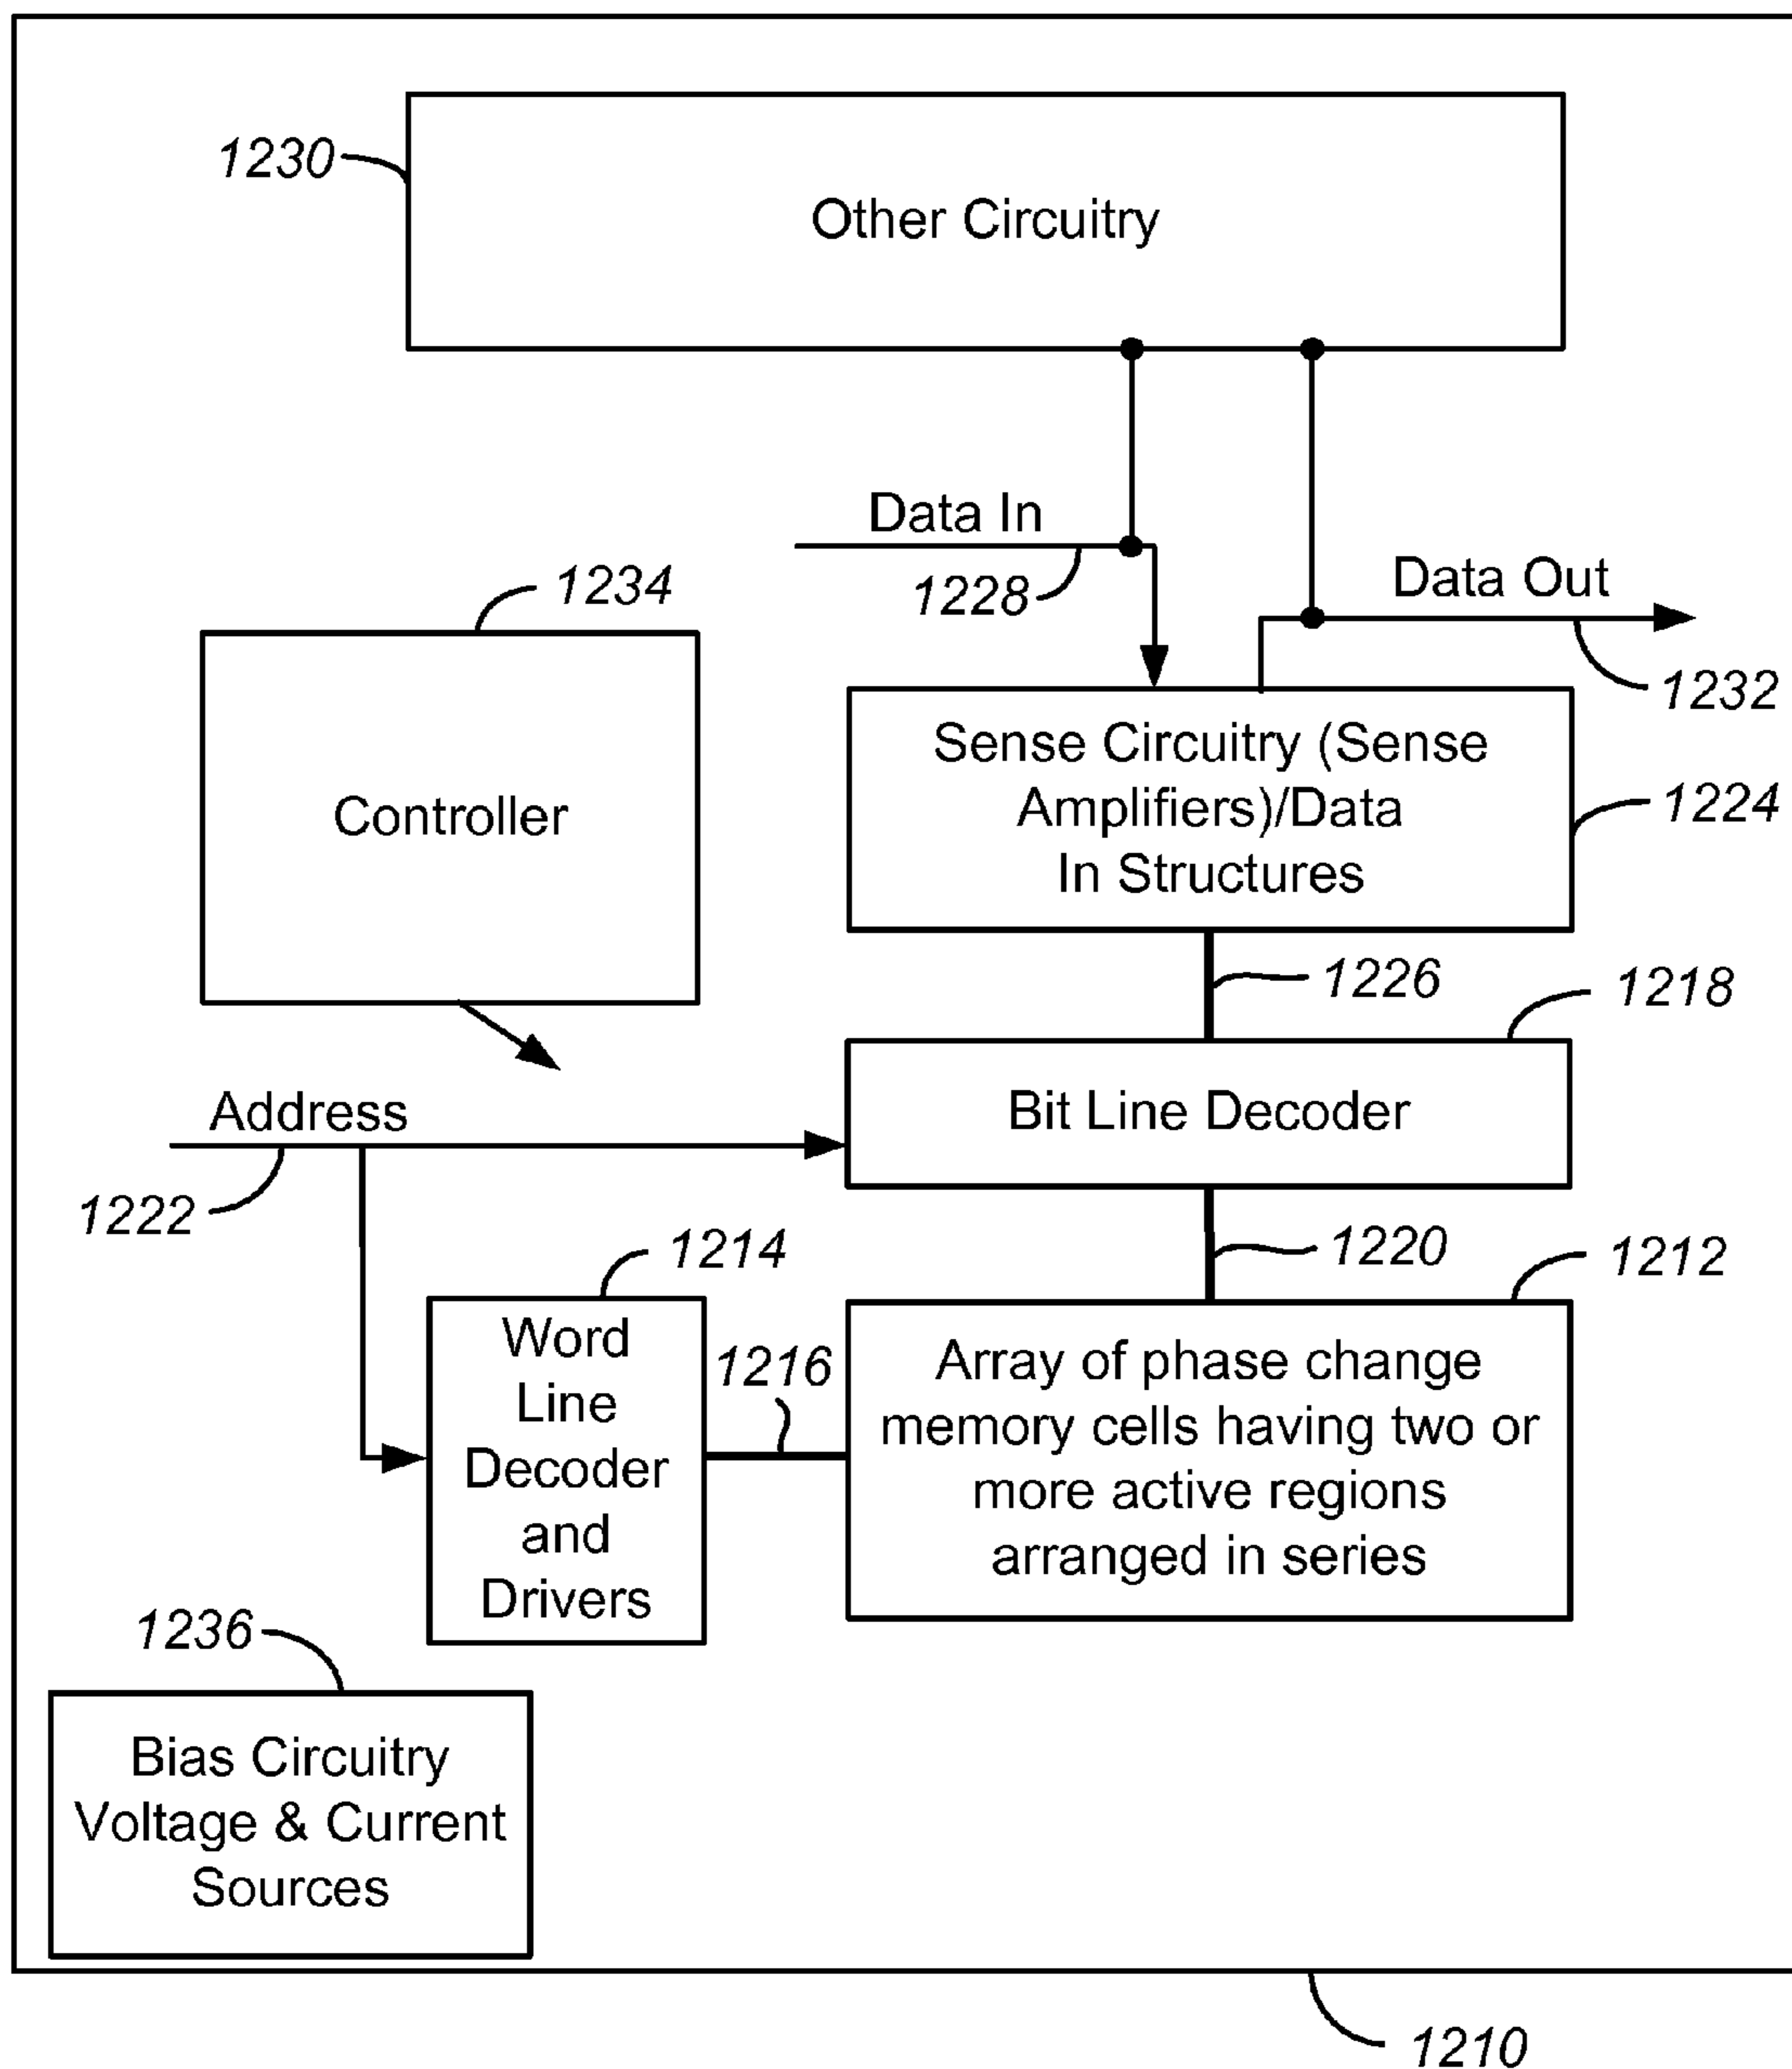 1230
Other Circuitry
Data In
1228
Data Out
1232
1234
Controller
Sense Circuitry (Sense
Amplifiers)/Data
In Structures
1224
1226
1218
Bit Line Decoder
Address
1222
1220
1214
1212
Word
Line
Decoder
and
Drivers
1216
Array of phase change
memory cells having two or
more active regions
arranged in series
1236
Bias Circuitry
Voltage & Current
Sources
1210